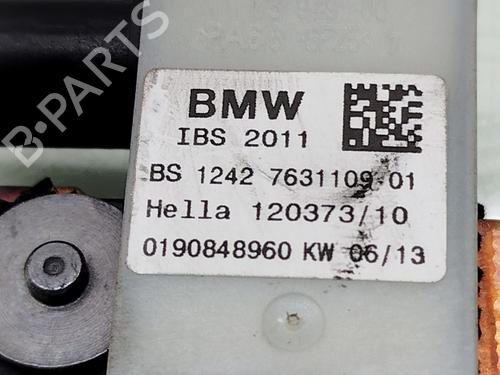 BMW
IBS 2011
BS 1242 7631109-01
Hella 120373/10
0190848960 KW 06/13
B-PARTS